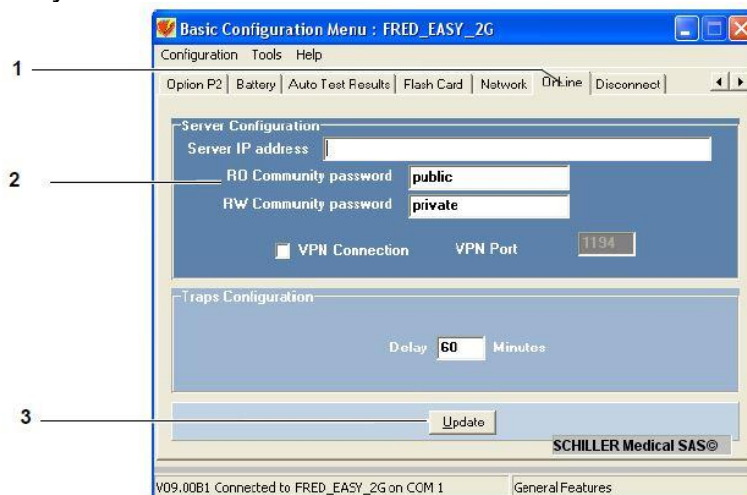 Basic Configuration Menu : FRED_EASY_2G
Configuration Tools Help
1
Option P2 Battery Auto Test Results Flash Card Network OnLine Disconnect
Server Configuration
Server IP address
2
RO Community password public
RW Community password private
VPN Connection VPN Port 1194
Traps Configuration
Delay 60 Minutes
3
Update
SCHILLER Medical SAS©
V09.00B1 Connected to FRED_EASY_2G on COM 1 General Features